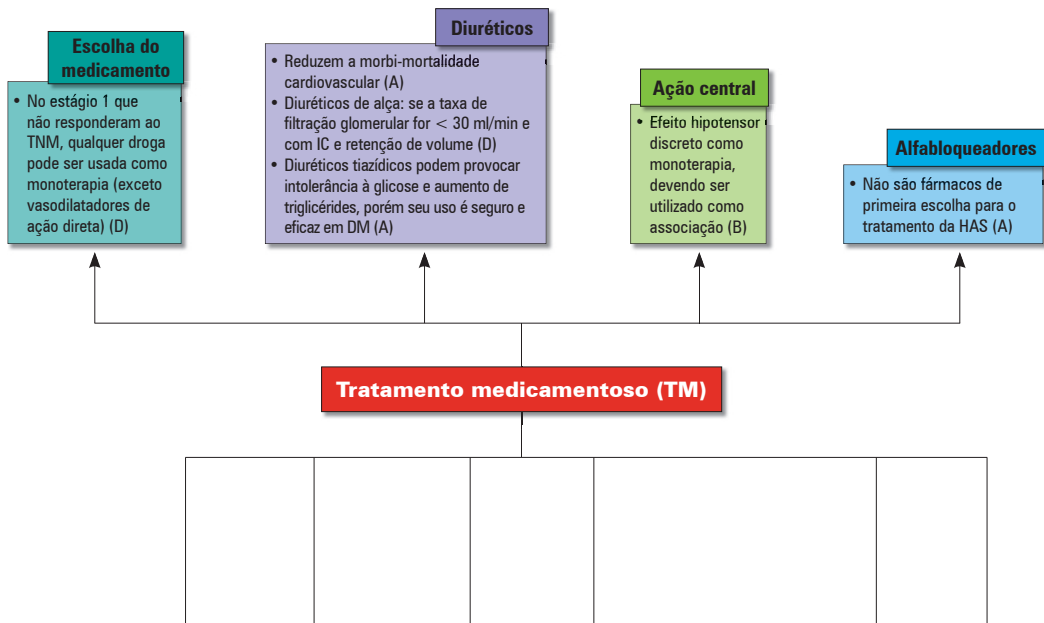 Escolha do
medicamento
• No estágio 1 que
não responderam ao
TNM, qualquer droga
pode ser usada como
monoterapia (exceto
vasodilatadores de
ação direta) (D)
Diuréticos
• Reduzem a morbi-mortalidade
cardiovascular (A)
• Diuréticos de alça: se a taxa de
filtração glomerular for < 30 ml/min e
com IC e retenção de volume (D)
• Diuréticos tiazídicos podem provocar
intolerância à glicose e aumento de
triglicérides, porém seu uso é seguro e
eficaz em DM (A)
Ação central
• Efeito hipotensor
discreto como
monoterapia,
devendo ser
utilizado como
associação (B)
Alfabloqueadores
• Não são fármacos de
primeira escolha para o
tratamento da HAS (A)
Tratamento medicamentoso (TM)